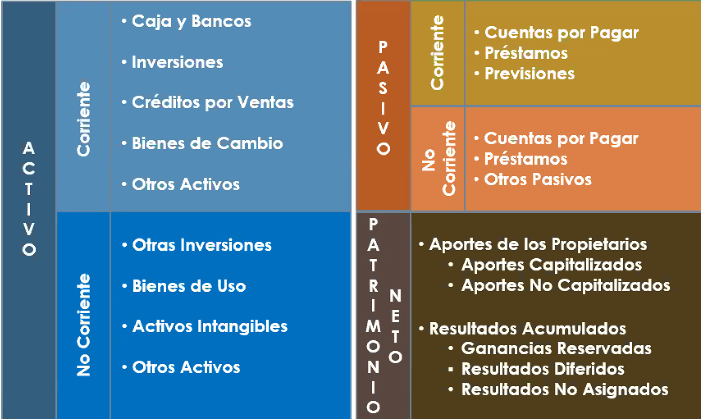 ACTIVO
Corriente
• Caja y Bancos
• Inversiones
• Créditos por Ventas
• Bienes de Cambio
• Otros Activos
No Corriente
• Otras Inversiones
• Bienes de Uso
• Activos Intangibles
• Otros Activos
PASIVO
Corriente
• Cuentas por Pagar
• Préstamos
• Previsiones
No
Corriente
• Cuentas por Pagar
• Préstamos
• Otros Pasivos
PATRIMONIO
NETO
• Aportes de los Propietarios
• Aportes Capitalizados
• Aportes No Capitalizados
• Resultados Acumulados
• Ganancias Reservadas
▪ Resultados Diferidos
• Resultados No Asignados